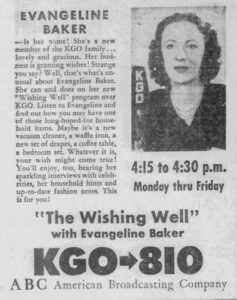 EVANGELINE
BAKER
—is her name! She's a new
member of the KGO family...
lovely and gracious. Her busi-
ness is granting wishes! Strange
you say? Well, that's what's un-
usual about Evangeline Baker.
She can and does on her new
"Wishing Well" program over
KGO. Listen to Evangeline and
find out how you may have one
of those long-hoped-for house-
hold items. Maybe it's a new
vacuum cleaner, a waffle iron, a
new set of drapes, a coffee table,
a bedroom set. Whatever it is,
your wish might come true!
You'll enjoy, too, hearing her
sparkling interviews with celeb-
rities, her household hints and
up-to-date fashion comments.
This is for you!
KGO
4:15 to 4:30 p.m.
Monday thru Friday
"The Wishing Well"
with Evangeline Baker
KGO→810
ABC American Broadcasting Company